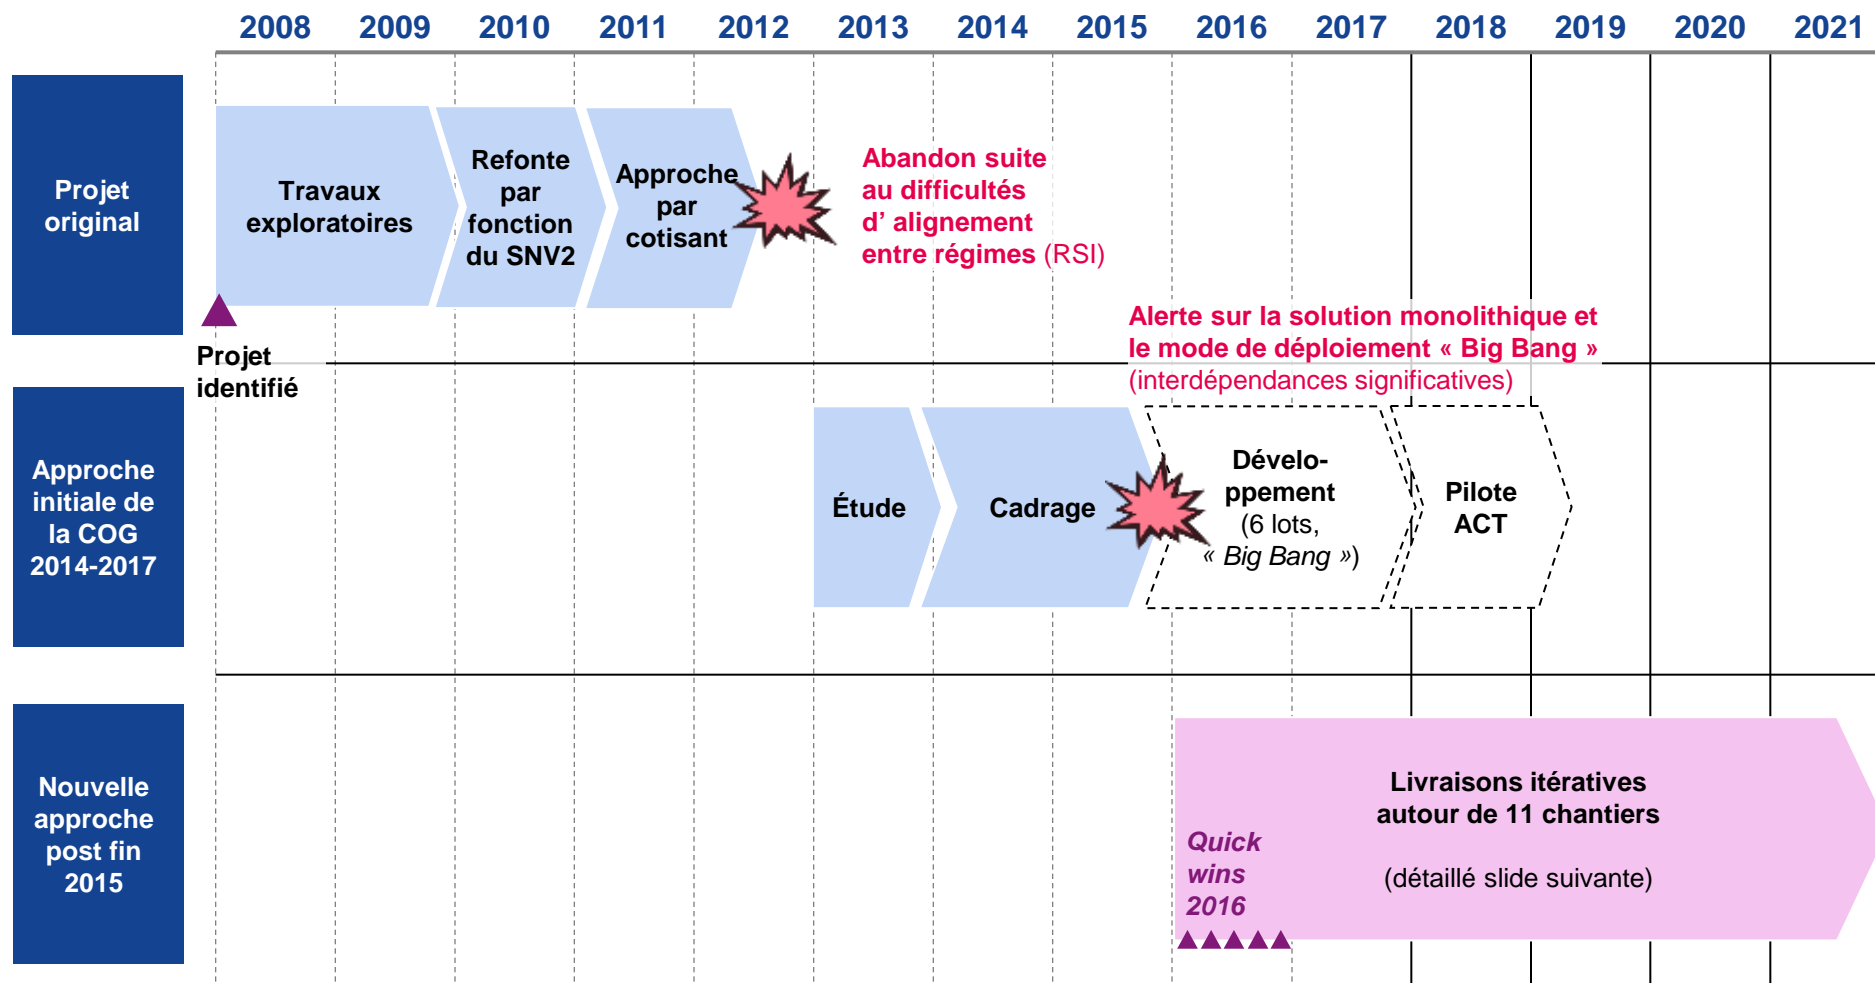 2008 2009 2010 2011 2012 2013 2014 2015 2016 2017 2018 2019 2020 2021
Projet
original
Travaux
exploratoires
Refonte
par
fonction
du SNV2
Approche
par
cotisant
Abandon suite
au difficultés
d’ alignement
entre régimes (RSI)
Projet
identifié
Alerte sur la solution monolithique et
le mode de déploiement « Big Bang »
(interdépendances significatives)
Approche
initiale de
la COG
2014-2017
Étude
Cadrage
Dévelo-
ppement
(6 lots,
« Big Bang »)
Pilote
ACT
Nouvelle
approche
post fin
2015
Quick
wins
2016
Livraisons itératives
autour de 11 chantiers
(détaillé slide suivante)